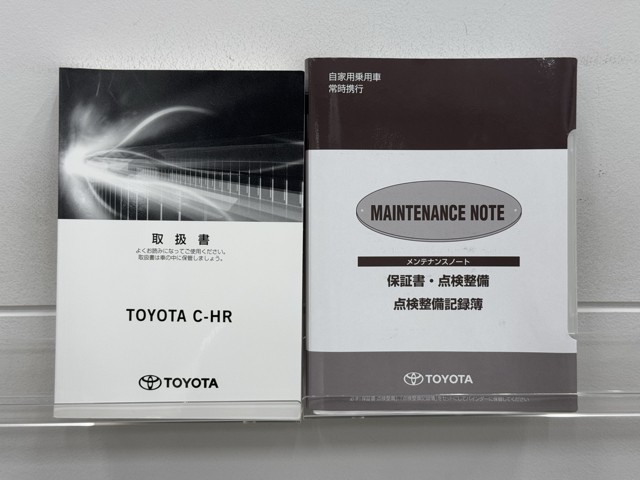 取扱書
よくお読みになってご使用ください。
取扱書は車の中に保管しましょう。
TOYOTA C-HR
TOYOTA
自家用乗用車
常時携行
MAINTENANCE NOTE
メンテナンスノート
保証書・点検整備
点検整備記録簿
TOYOTA